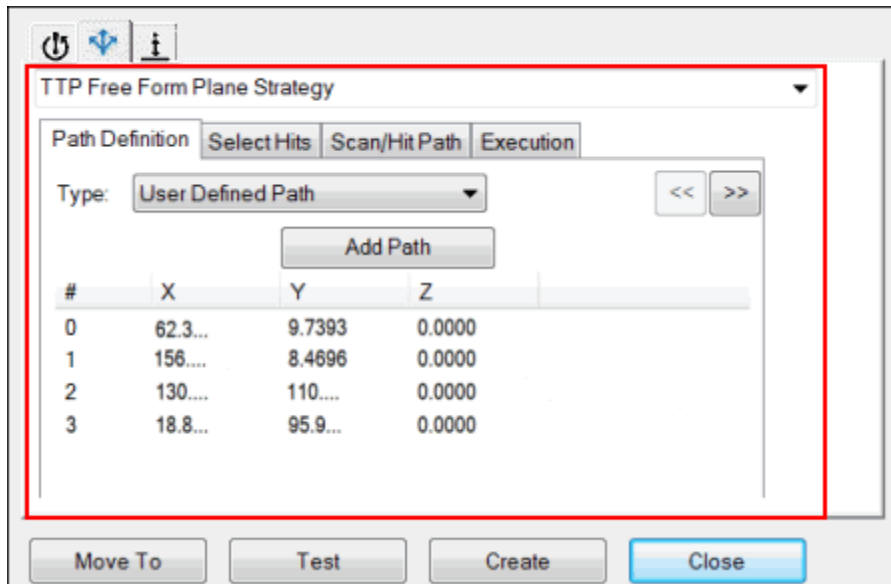 TTP Free Form Plane Strategy
Path Definition Select Hits Scan/Hit Path Execution
Type: User Defined Path << >>
Add Path
# X Y Z
0 62.3... 9.7393 0.0000
1 156.... 8.4696 0.0000
2 130.... 110.... 0.0000
3 18.8... 95.9... 0.0000
Move To Test Create Close